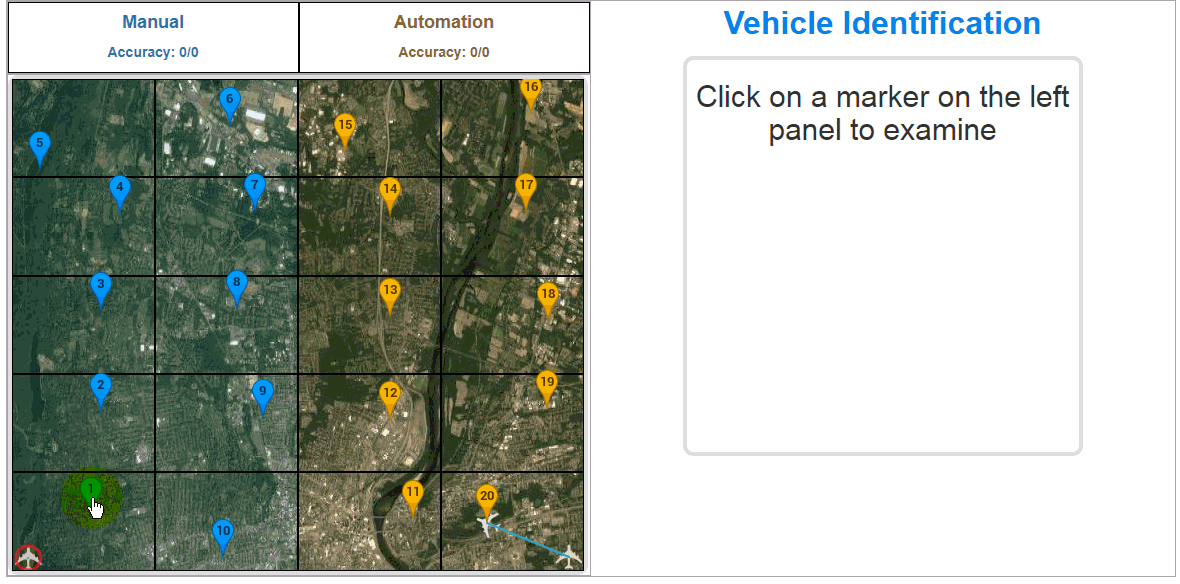 Manual
Automation
Accuracy: 0/0
Accuracy: 0/0
Vehicle Identification
Click on a marker on the left
panel to examine
16
6
15
5
4
7
14
17
3
8
13
18
2
9
12
19
1
10
11
20